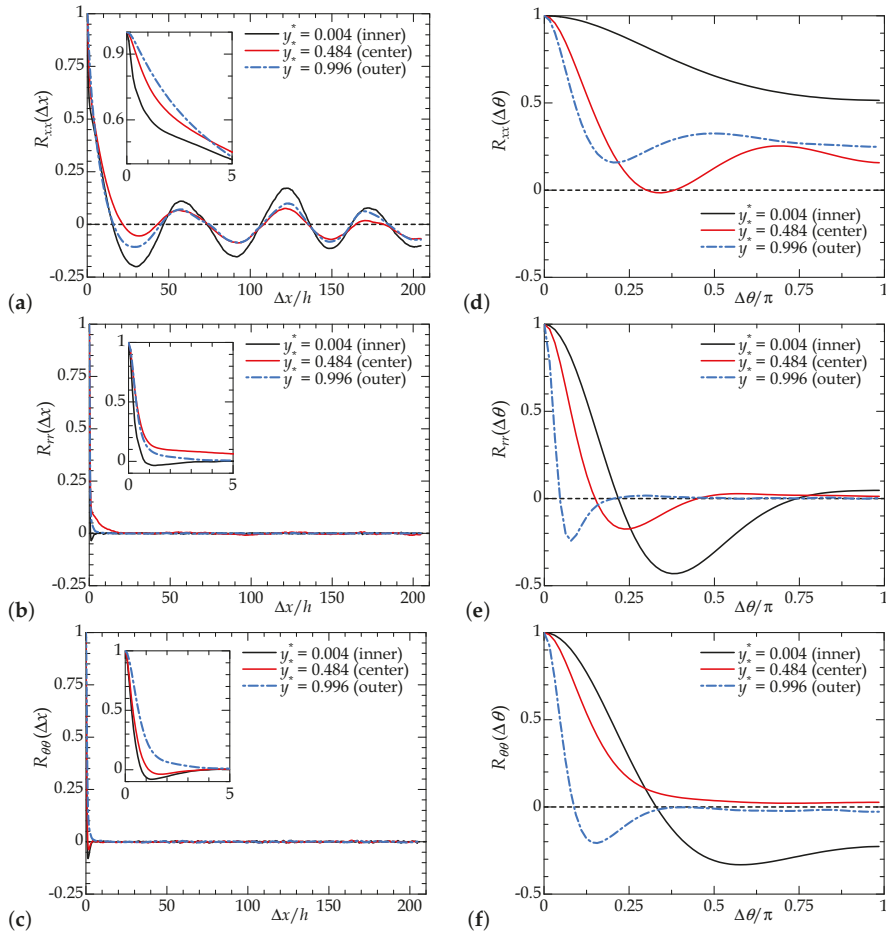 1
0.75
0.5
0.25
0
-0.25
R_xx(Δx)
0 50 100 150 200
Δx/h
0.9
0.6
0 5
y* = 0.004 (inner)
y* = 0.484 (center)
y* = 0.996 (outer)
(a)
1
0.5
0
-0.5
R_xx(Δθ)
0 0.25 0.5 0.75 1
Δθ/π
y* = 0.004 (inner)
y* = 0.484 (center)
y* = 0.996 (outer)
(d)
1
0.75
0.5
0.25
0
-0.25
R_rr(Δx)
0 50 100 150 200
Δx/h
1
0.5
0
0 5
y* = 0.004 (inner)
y* = 0.484 (center)
y* = 0.996 (outer)
(b)
1
0.5
0
-0.5
R_rr(Δθ)
0 0.25 0.5 0.75 1
Δθ/π
y* = 0.004 (inner)
y* = 0.484 (center)
y* = 0.996 (outer)
(e)
1
0.75
0.5
0.25
0
-0.25
R_θθ(Δx)
0 50 100 150 200
Δx/h
1
0.5
0
0 5
y* = 0.004 (inner)
y* = 0.484 (center)
y* = 0.996 (outer)
(c)
1
0.5
0
-0.5
R_θθ(Δθ)
0 0.25 0.5 0.75 1
Δθ/π
y* = 0.004 (inner)
y* = 0.484 (center)
y* = 0.996 (outer)
(f)